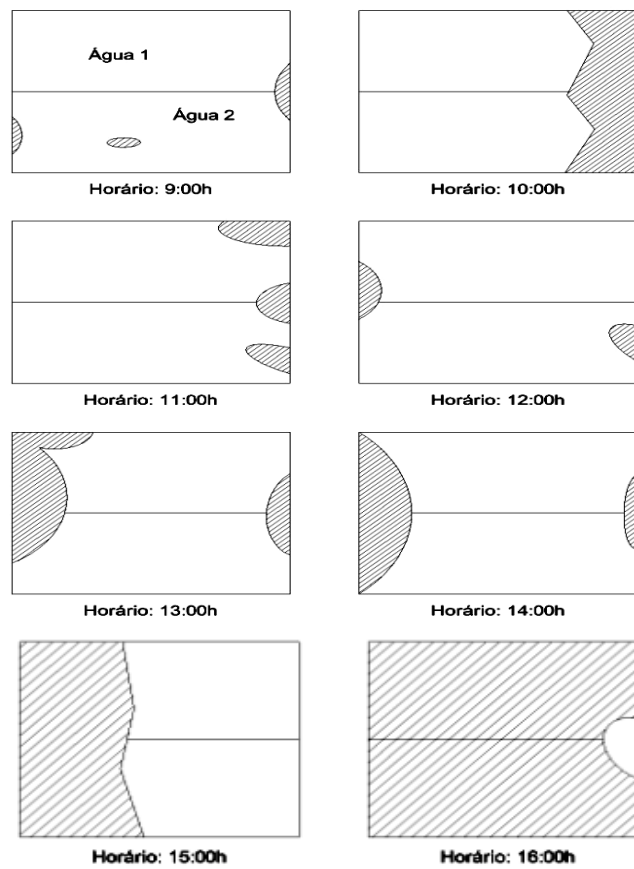 Água 1
Água 2
Horário: 9:00h
Horário: 10:00h
Horário: 11:00h
Horário: 12:00h
Horário: 13:00h
Horário: 14:00h
Horário: 15:00h
Horário: 16:00h